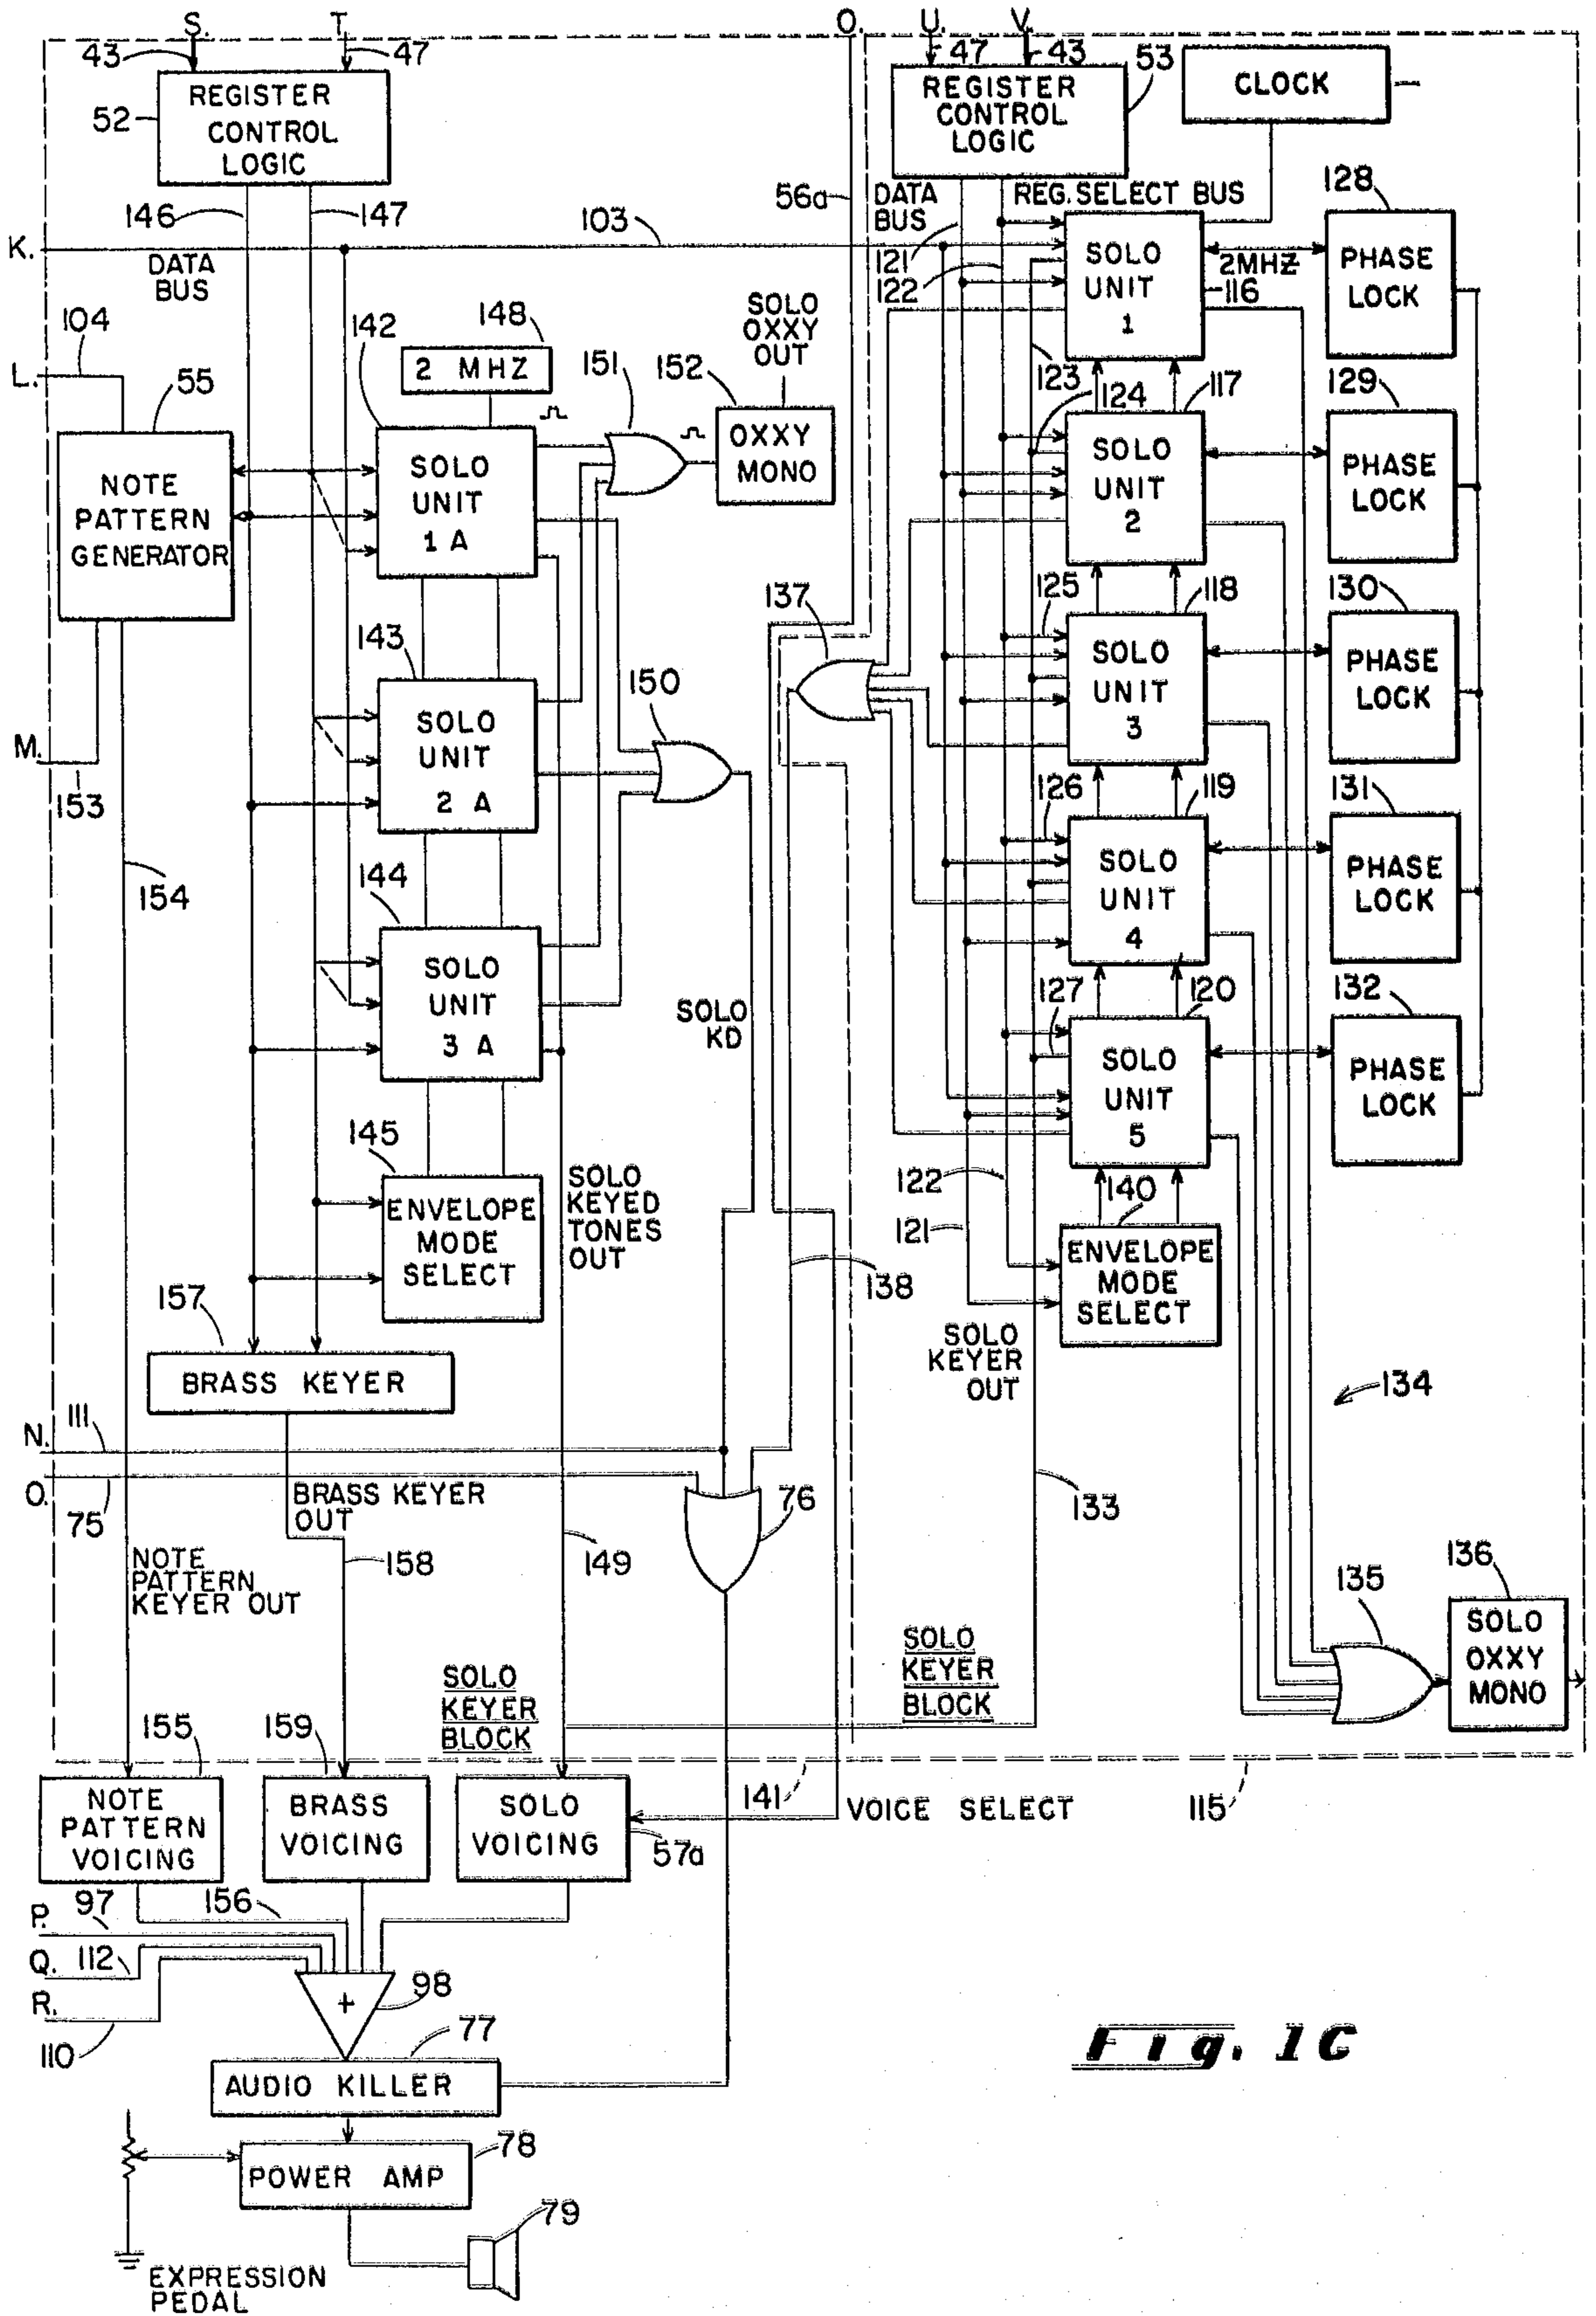 S.
T.
O.
U.
V.
43
47
47
43
53
52
REGISTER
CONTROL
LOGIC
REGISTER
CONTROL
LOGIC
CLOCK
146
147
103
56a
DATA
BUS
REG. SELECT BUS
128
K.
DATA
BUS
121
122
SOLO
UNIT
1
2MHZ
116
PHASE
LOCK
104
L.
55
142
148
2 MHZ
151
152
SOLO
OXXY
OUT
123
124
117
129
NOTE
PATTERN
GENERATOR
SOLO
UNIT
1 A
OXXY
MONO
SOLO
UNIT
2
PHASE
LOCK
137
125
118
130
143
150
SOLO
UNIT
3
PHASE
LOCK
M.
153
SOLO
UNIT
2 A
126
119
131
154
144
SOLO
UNIT
4
PHASE
LOCK
SOLO
UNIT
3 A
SOLO
KD
127
120
132
SOLO
UNIT
5
PHASE
LOCK
145
SOLO
KEYED
TONES
OUT
122
121
140
ENVELOPE
MODE
SELECT
138
ENVELOPE
MODE
SELECT
157
SOLO
KEYER
OUT
BRASS KEYER
134
N.
111
O.
75
BRASS KEYER
OUT
76
133
NOTE
PATTERN
KEYER OUT
158
149
135
136
SOLO
OXXY
MONO
SOLO
KEYER
BLOCK
SOLO
KEYER
BLOCK
155
159
141
VOICE SELECT
115
NOTE
PATTERN
VOICING
BRASS
VOICING
SOLO
VOICING
57a
P.
97
156
Q.
112
R.
110
+
98
77
AUDIO KILLER
78
POWER AMP
79
EXPRESSION
PEDAL
Fig. 1C